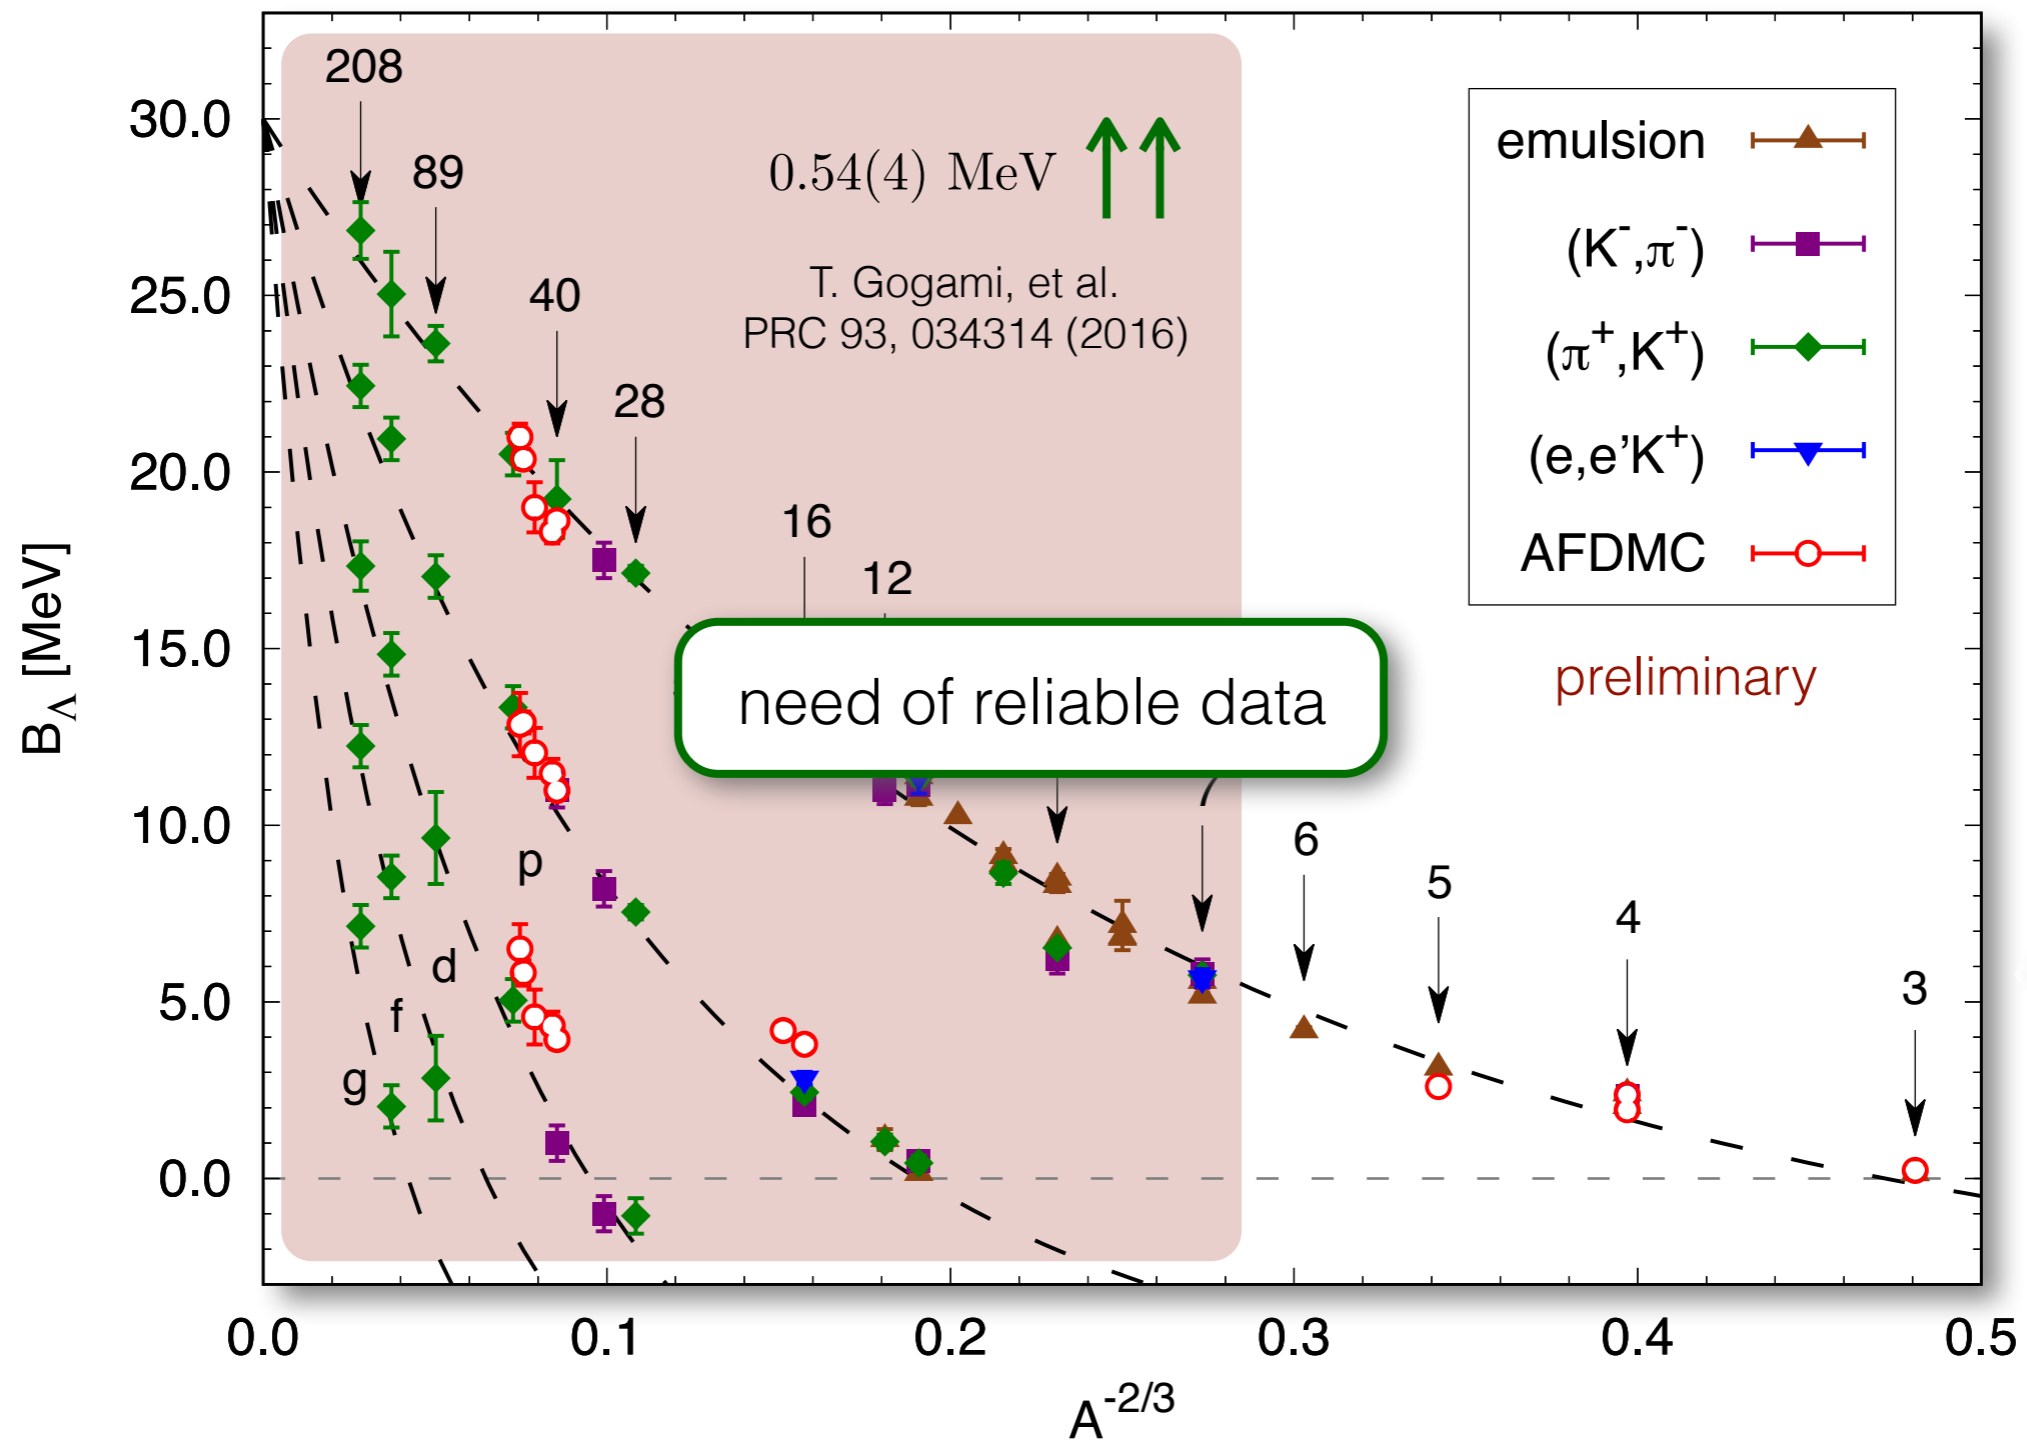 208
89
40
28
16
12
7
6
5
4
3
0.54(4) MeV
T. Gogami, et al.
PRC 93, 034314 (2016)
emulsion
(K⁻,π⁻)
(π⁺,K⁺)
(e,e’K⁺)
AFDMC
preliminary
need of reliable data
p
d
f
g
30.0
25.0
20.0
15.0
10.0
5.0
0.0
B_Λ [MeV]
0.0 0.1 0.2 0.3 0.4 0.5
A^-2/3